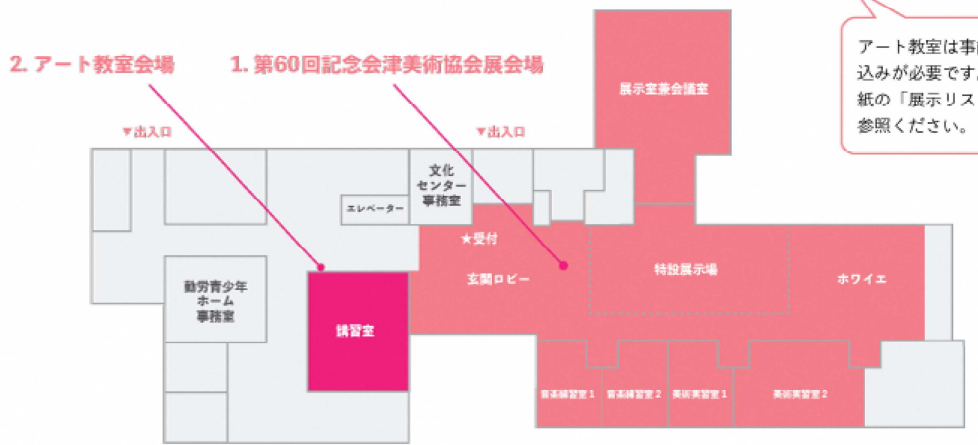 2. アート教室会場
1. 第60回記念会津美術協会展会場
アート教室は事
込みが必要です
紙の「展示リス
参照ください。
▼出入口
▼出入口
展示室兼会議室
文化
センター
事務室
エレベーター
★受付
玄関ロビー
特設展示場
ホワイエ
勤労青少年
ホーム
事務室
講習室
音楽練習室1
音楽練習室2
美術実習室1
美術実習室2